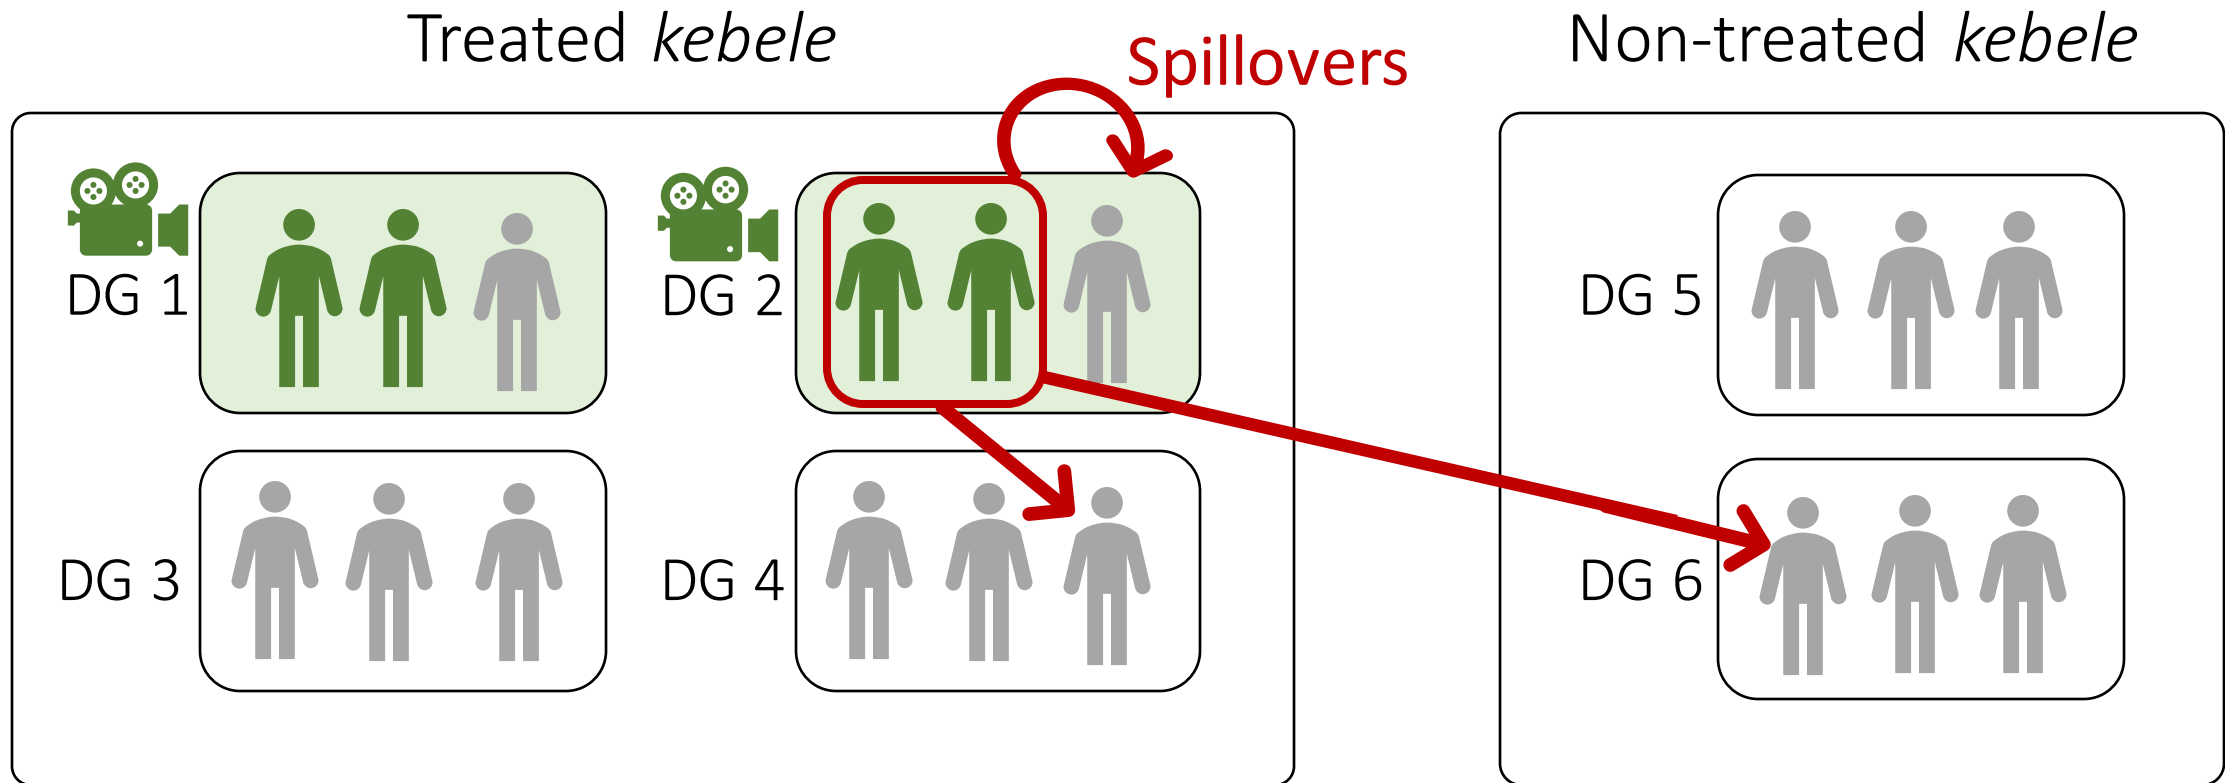 Treated kebele
Spillovers
Non-treated kebele
DG 1
DG 2
DG 5
DG 3
DG 4
DG 6